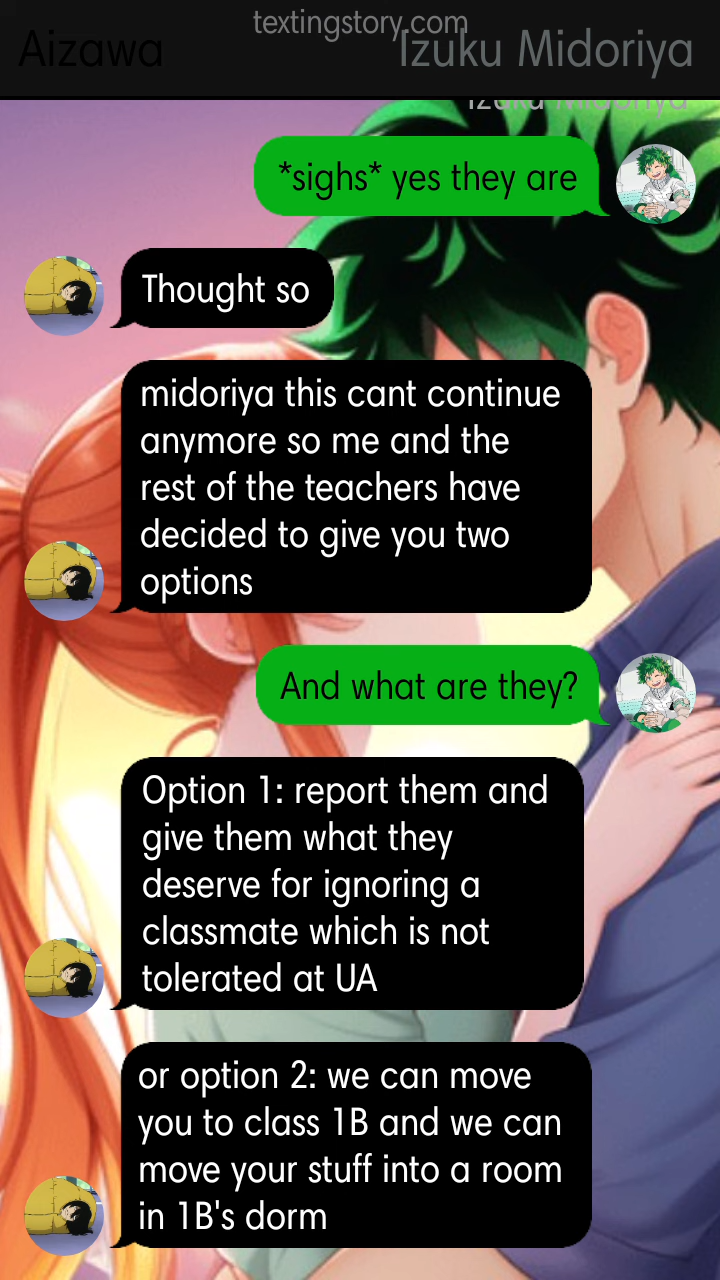 textingstory.com
Aizawa
Izuku Midoriya
Izuku Midoriya
*sighs* yes they are
Thought so
midoriya this cant continue
anymore so me and the
rest of the teachers have
decided to give you two
options
And what are they?
Option 1: report them and
give them what they
deserve for ignoring a
classmate which is not
tolerated at UA
or option 2: we can move
you to class 1B and we can
move your stuff into a room
in 1B's dorm